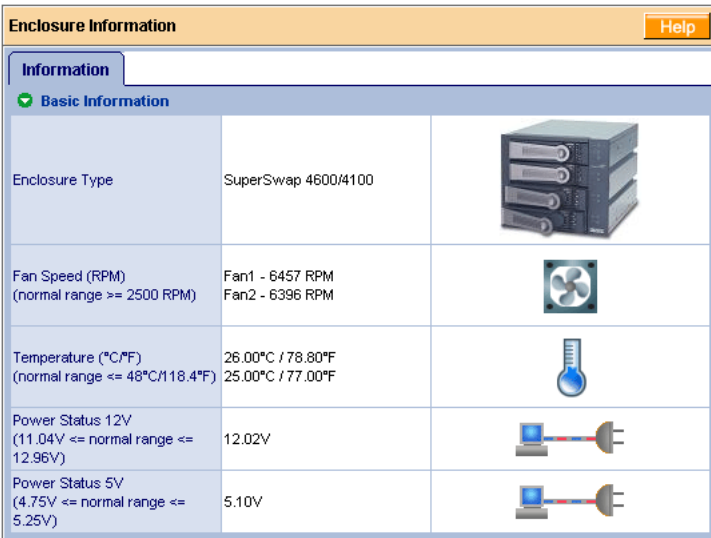 Enclosure Information
Help
Information
Basic Information
Enclosure Type
SuperSwap 4600/4100
Fan Speed (RPM)
(normal range >= 2500 RPM)
Fan1 - 6457 RPM
Fan2 - 6396 RPM
Temperature (°C/°F)
(normal range <= 48°C/118.4°F)
26.00°C / 78.80°F
25.00°C / 77.00°F
Power Status 12V
(11.04V <= normal range <=
12.96V)
12.02V
Power Status 5V
(4.75V <= normal range <=
5.25V)
5.10V